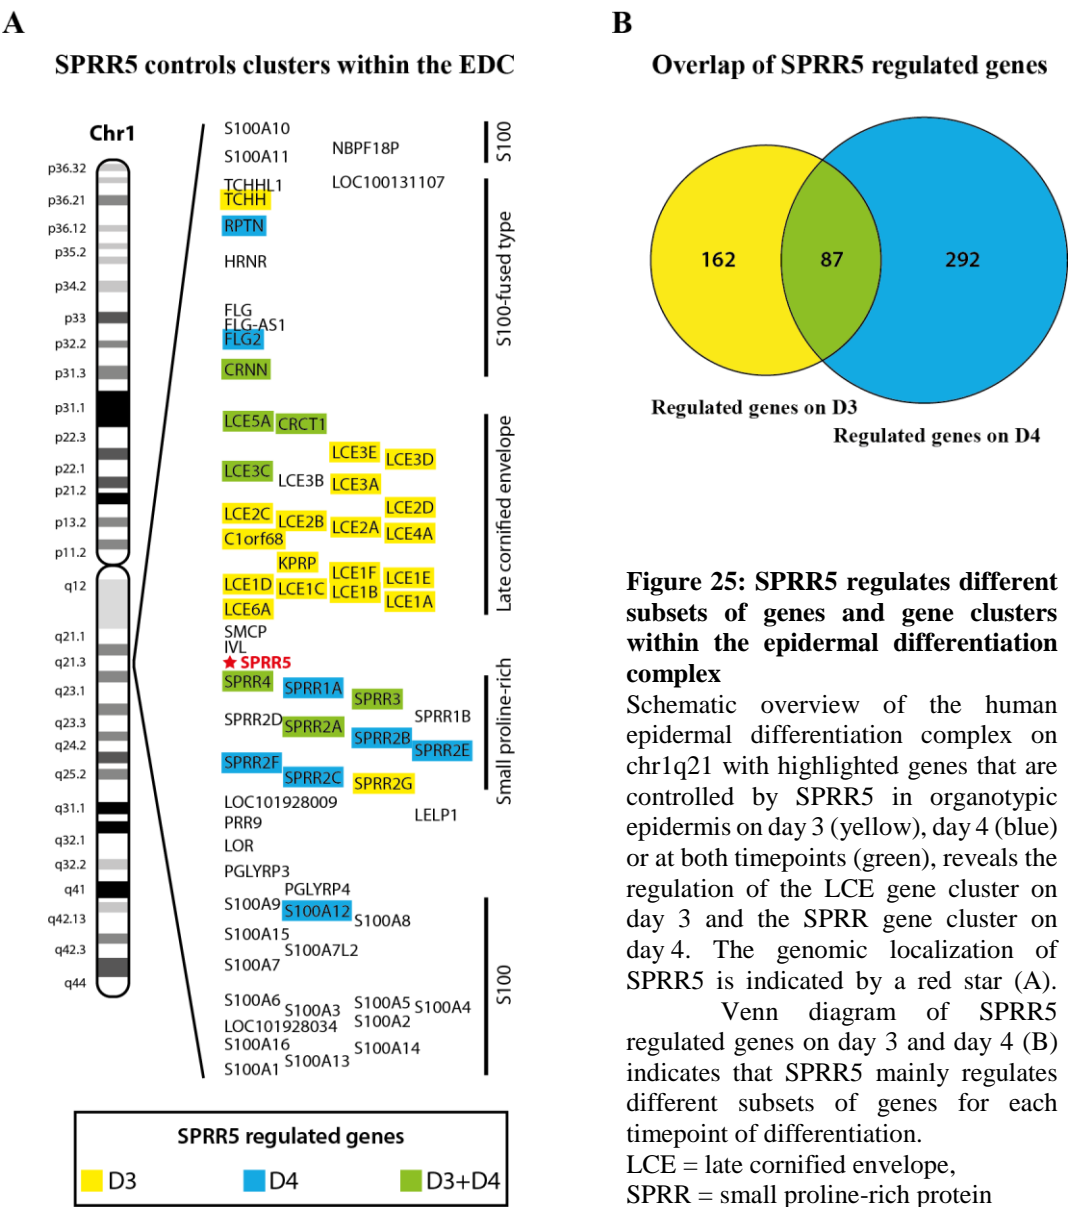 A
SPRR5 controls clusters within the EDC
Chr1
p36.32
p36.21
p36.12
p35.2
p34.2
p33
p32.2
p31.3
p31.1
p22.3
p22.1
p21.2
p13.2
p11.2
q12
q21.1
q21.3
q23.1
q23.3
q24.2
q25.2
q31.1
q32.1
q32.2
q41
q42.13
q42.3
q44
S100A10
S100A11 NBPF18P
S100
TCHHL1 LOC100131107
TCHH
RPTN
HRNR
FLG
FLG-AS1
FLG2
CRNN
S100-fused type
LCE5A CRCT1
LCE3E LCE3D
LCE3C LCE3B LCE3A
LCE2C LCE2B LCE2A LCE2D
C1orf68 LCE4A
KPRP
LCE1D LCE1C LCE1F LCE1E
LCE6A LCE1B LCE1A
Late cornified envelope
SMCP
IVL
SPRR5
SPRR4 SPRR1A SPRR3
SPRR2D SPRR2A SPRR1B
SPRR2B SPRR2E
SPRR2F SPRR2C SPRR2G
Small proline-rich
LOC101928009 LELP1
PRR9
LOR
PGLYRP3
PGLYRP4
S100A9 S100A12 S100A8
S100A15 S100A7L2
S100A7
S100A6 S100A3 S100A5 S100A4
LOC101928034 S100A2
S100A16 S100A14
S100A1 S100A13
S100
SPRR5 regulated genes
D3 D4 D3+D4
B
Overlap of SPRR5 regulated genes
162 87 292
Regulated genes on D3
Regulated genes on D4
Figure 25: SPRR5 regulates different
subsets of genes and gene clusters
within the epidermal differentiation
complex
Schematic overview of the human
epidermal differentiation complex on
chr1q21 with highlighted genes that are
controlled by SPRR5 in organotypic
epidermis on day 3 (yellow), day 4 (blue)
or at both timepoints (green), reveals the
regulation of the LCE gene cluster on
day 3 and the SPRR gene cluster on
day 4. The genomic localization of
SPRR5 is indicated by a red star (A).
Venn diagram of SPRR5
regulated genes on day 3 and day 4 (B)
indicates that SPRR5 mainly regulates
different subsets of genes for each
timepoint of differentiation.
LCE = late cornified envelope,
SPRR = small proline-rich protein